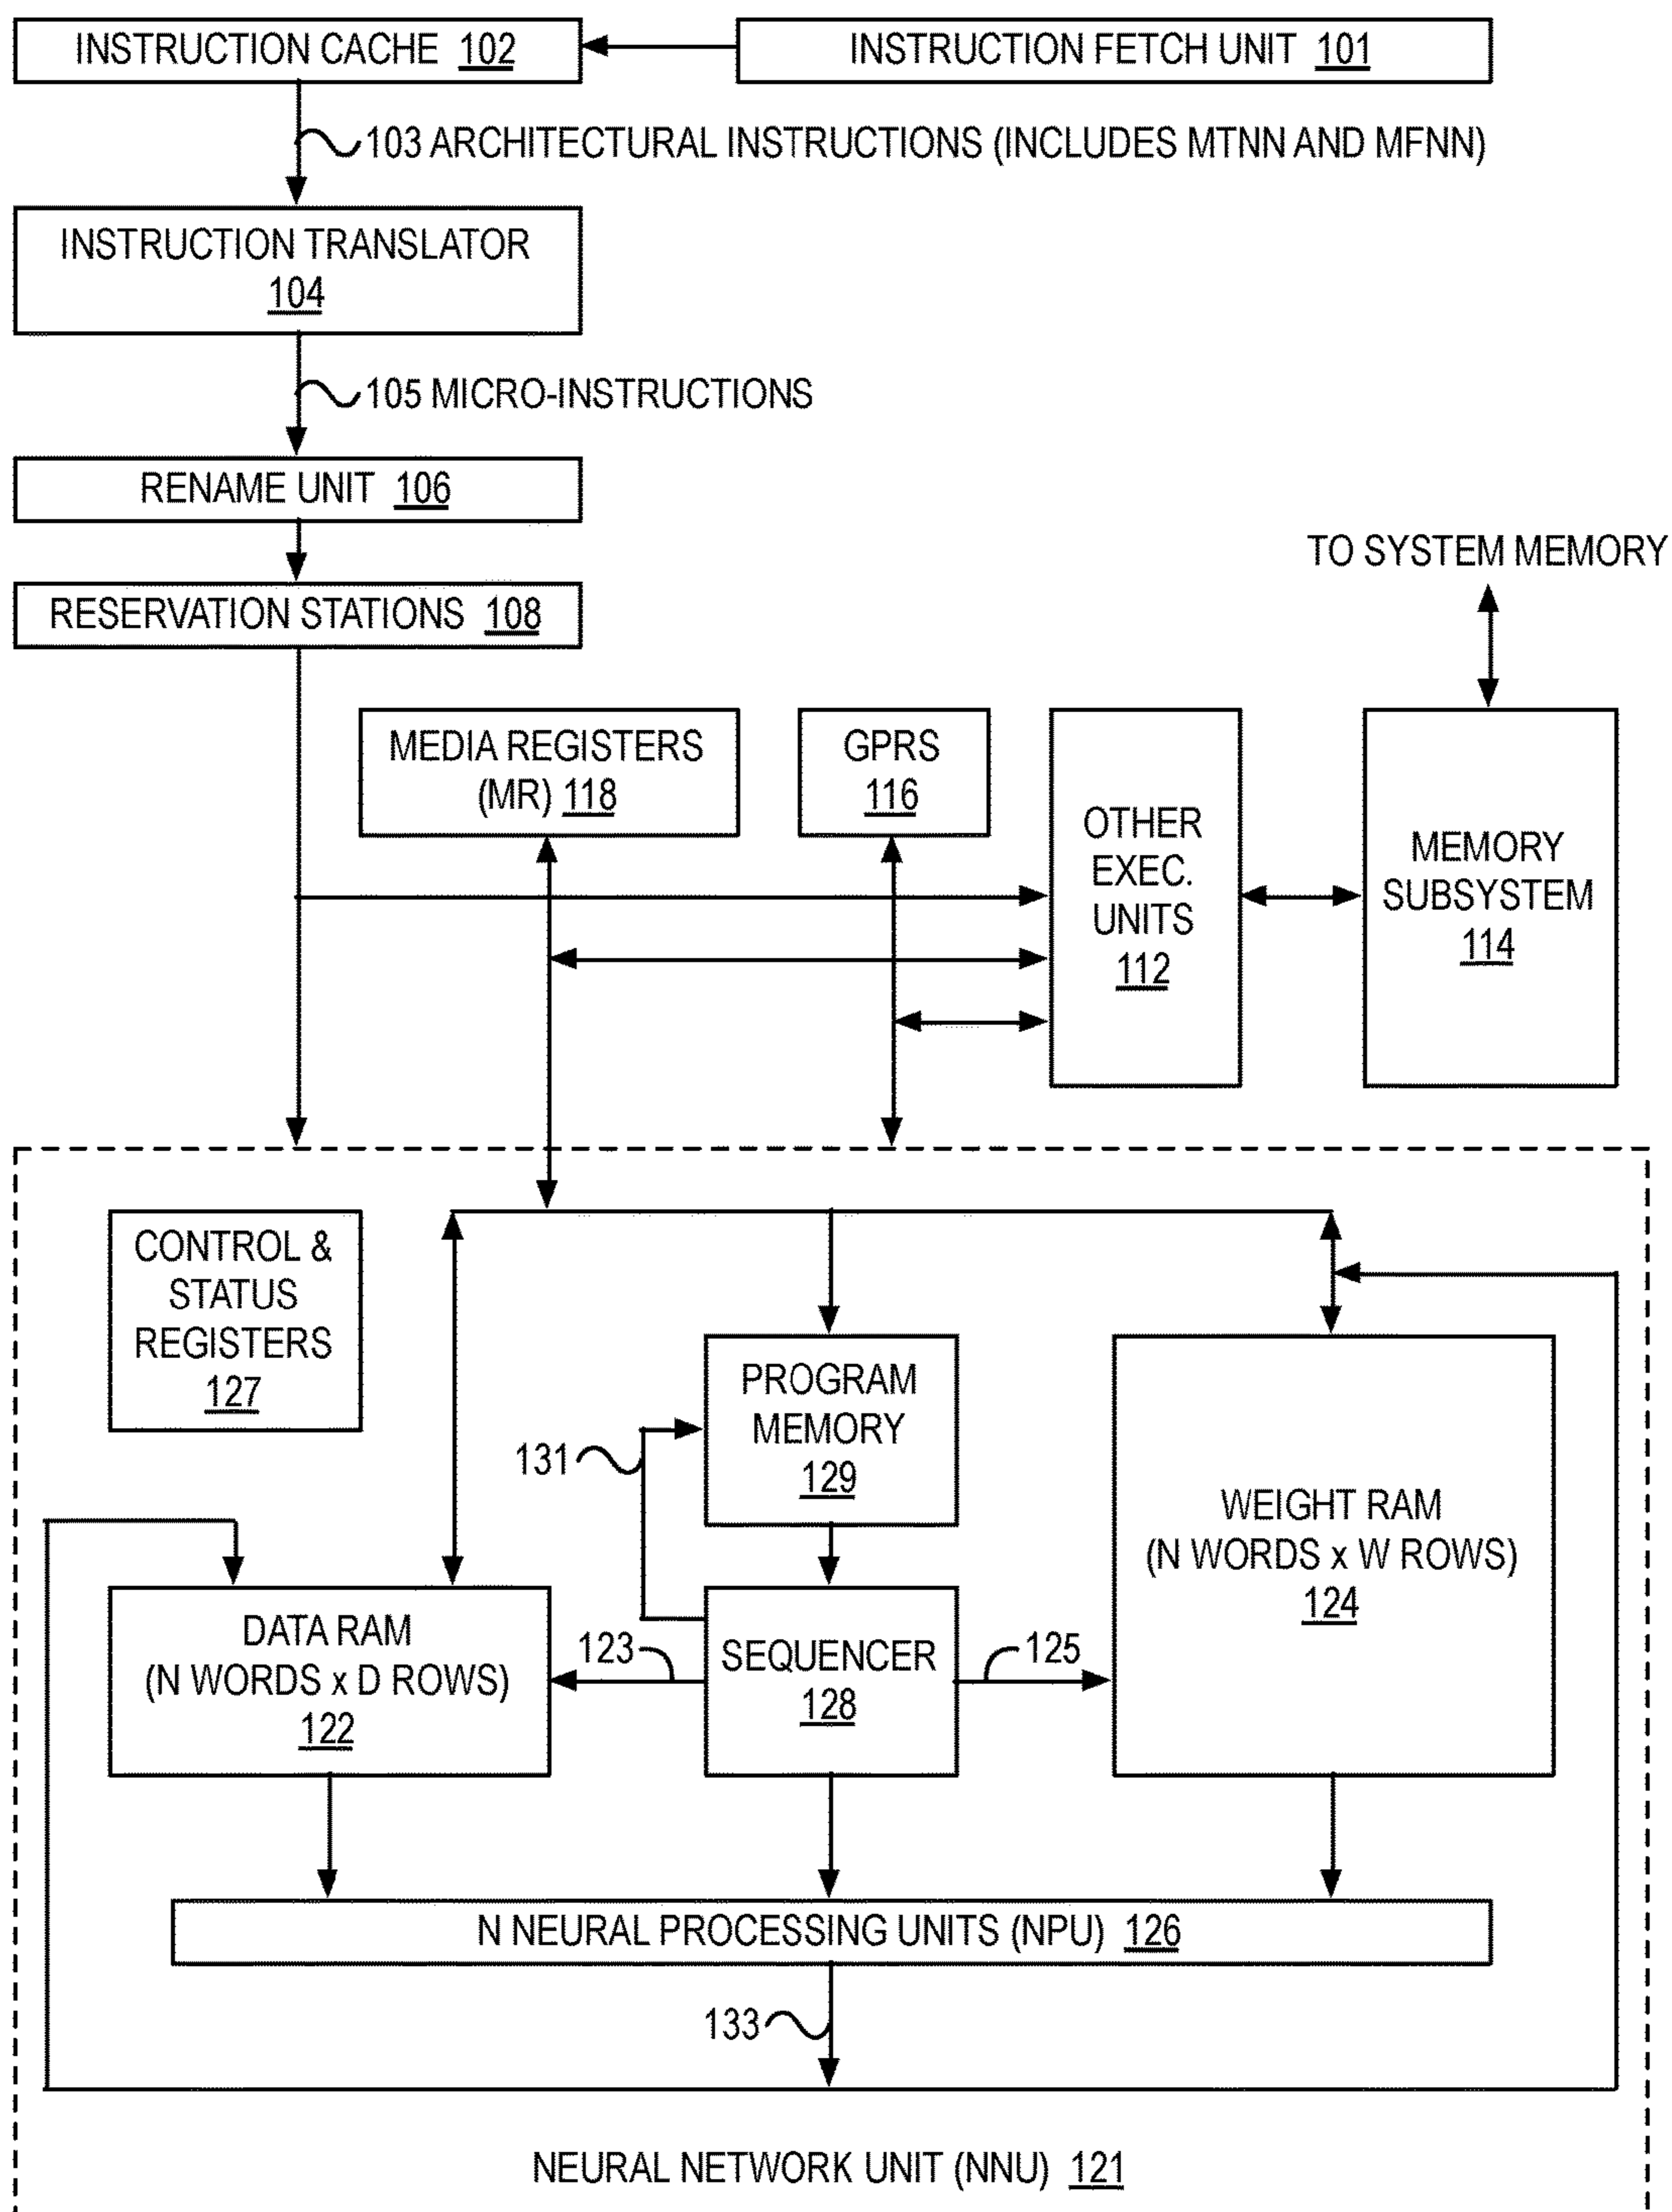 INSTRUCTION CACHE 102
INSTRUCTION FETCH UNIT 101
103 ARCHITECTURAL INSTRUCTIONS (INCLUDES MTNN AND MFNN)
INSTRUCTION TRANSLATOR
104
105 MICRO-INSTRUCTIONS
RENAME UNIT 106
TO SYSTEM MEMORY
RESERVATION STATIONS 108
MEDIA REGISTERS
(MR) 118
GPRS
116
OTHER
EXEC.
UNITS
112
MEMORY
SUBSYSTEM
114
CONTROL &
STATUS
REGISTERS
127
PROGRAM
MEMORY
129
131
WEIGHT RAM
(N WORDS x W ROWS)
124
DATA RAM
(N WORDS x D ROWS)
122
123
SEQUENCER
128
125
N NEURAL PROCESSING UNITS (NPU) 126
133
NEURAL NETWORK UNIT (NNU) 121